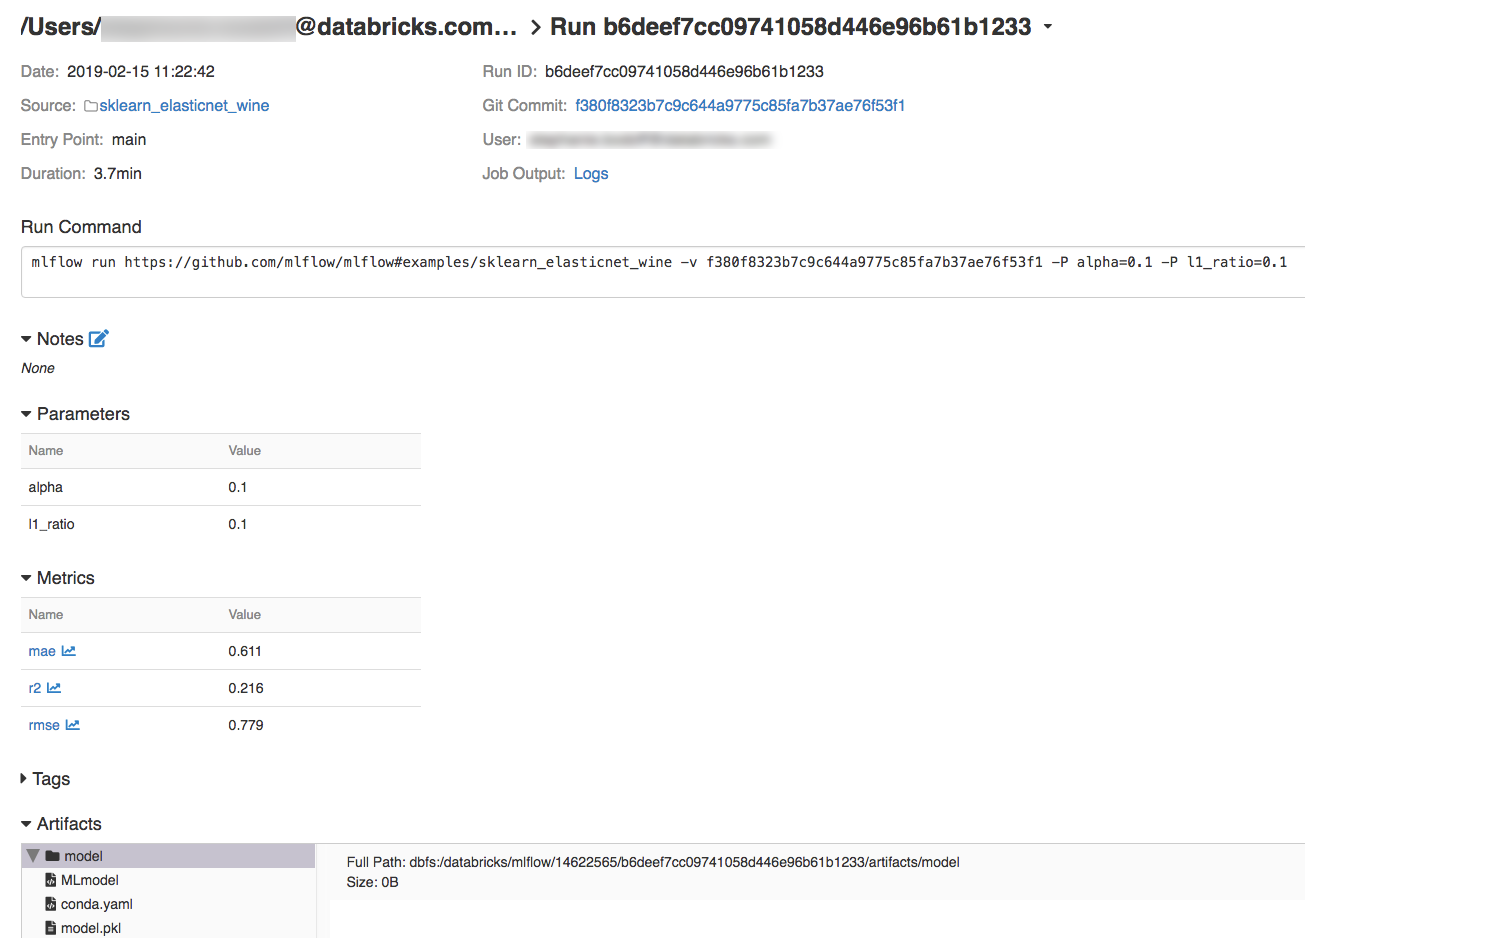 /Users/ @databricks.com... > Run b6deef7cc09741058d446e96b61b1233
Date: 2019-02-15 11:22:42 Run ID: b6deef7cc09741058d446e96b61b1233
Source: sklearn_elasticnet_wine Git Commit: f380f8323b7c9c644a9775c85fa7b37ae76f53f1
Entry Point: main User:
Duration: 3.7min Job Output: Logs
Run Command
mlflow run https://github.com/mlflow/mlflow#examples/sklearn_elasticnet_wine -v f380f8323b7c9c644a9775c85fa7b37ae76f53f1 -P alpha=0.1 -P l1_ratio=0.1
Notes
None
Parameters
Name Value
alpha 0.1
l1_ratio 0.1
Metrics
Name Value
mae 0.611
r2 0.216
rmse 0.779
Tags
Artifacts
model
MLmodel
conda.yaml
model.pkl
Full Path: dbfs:/databricks/mlflow/14622565/b6deef7cc09741058d446e96b61b1233/artifacts/model
Size: 0B